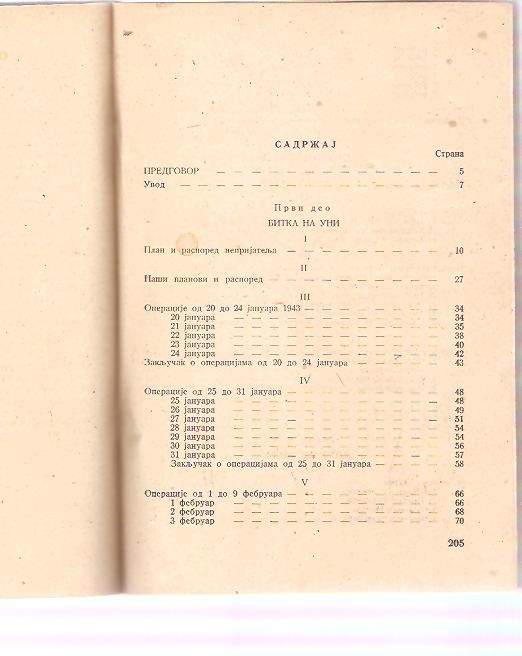 САДРЖАЈ
Страна
ПРЕДГОВОР — — — — — — — — — — — — 5
Увод — — — — — — — — — — — — — — 7
Први део
БИТКА НА УНИ
I
План и распоред непријатеља — — — — — — — — — 10
II
Наши планови и распоред — — — — — — — — — — 27
III
Операције од 20 до 24 јануара 1943 — — — — — — — — 34
20 јануара — — — — — — — — — — — — 34
21 јануара — — — — — — — — — — — — 35
22 јануара — — — — — — — — — — — — 38
23 јануара — — — — — — — — — — — — 40
24 јануара — — — — — — — — — — — — 42
Закључак о операцијама од 20 до 24 јануара — — — — — 43
IV
Операције од 25 до 31 јануара — — — — — — — — — 48
25 јануара — — — — — — — — — — — — 48
26 јануара — — — — — — — — — — — — 49
27 јануара — — — — — — — — — — — — 51
28 јануара — — — — — — — — — — — — 54
29 јануара — — — — — — — — — — — — 54
30 јануара — — — — — — — — — — — — 56
31 јануара — — — — — — — — — — — — 57
Закључак о операцијама од 25 до 31 јануара — — — — 58
V
Операције од 1 до 9 фебруара — — — — — — — — — 66
1 фебруар — — — — — — — — — — — — 66
2 фебруар — — — — — — — — — — — — 68
3 фебруар — — — — — — — — — — — — 70
205